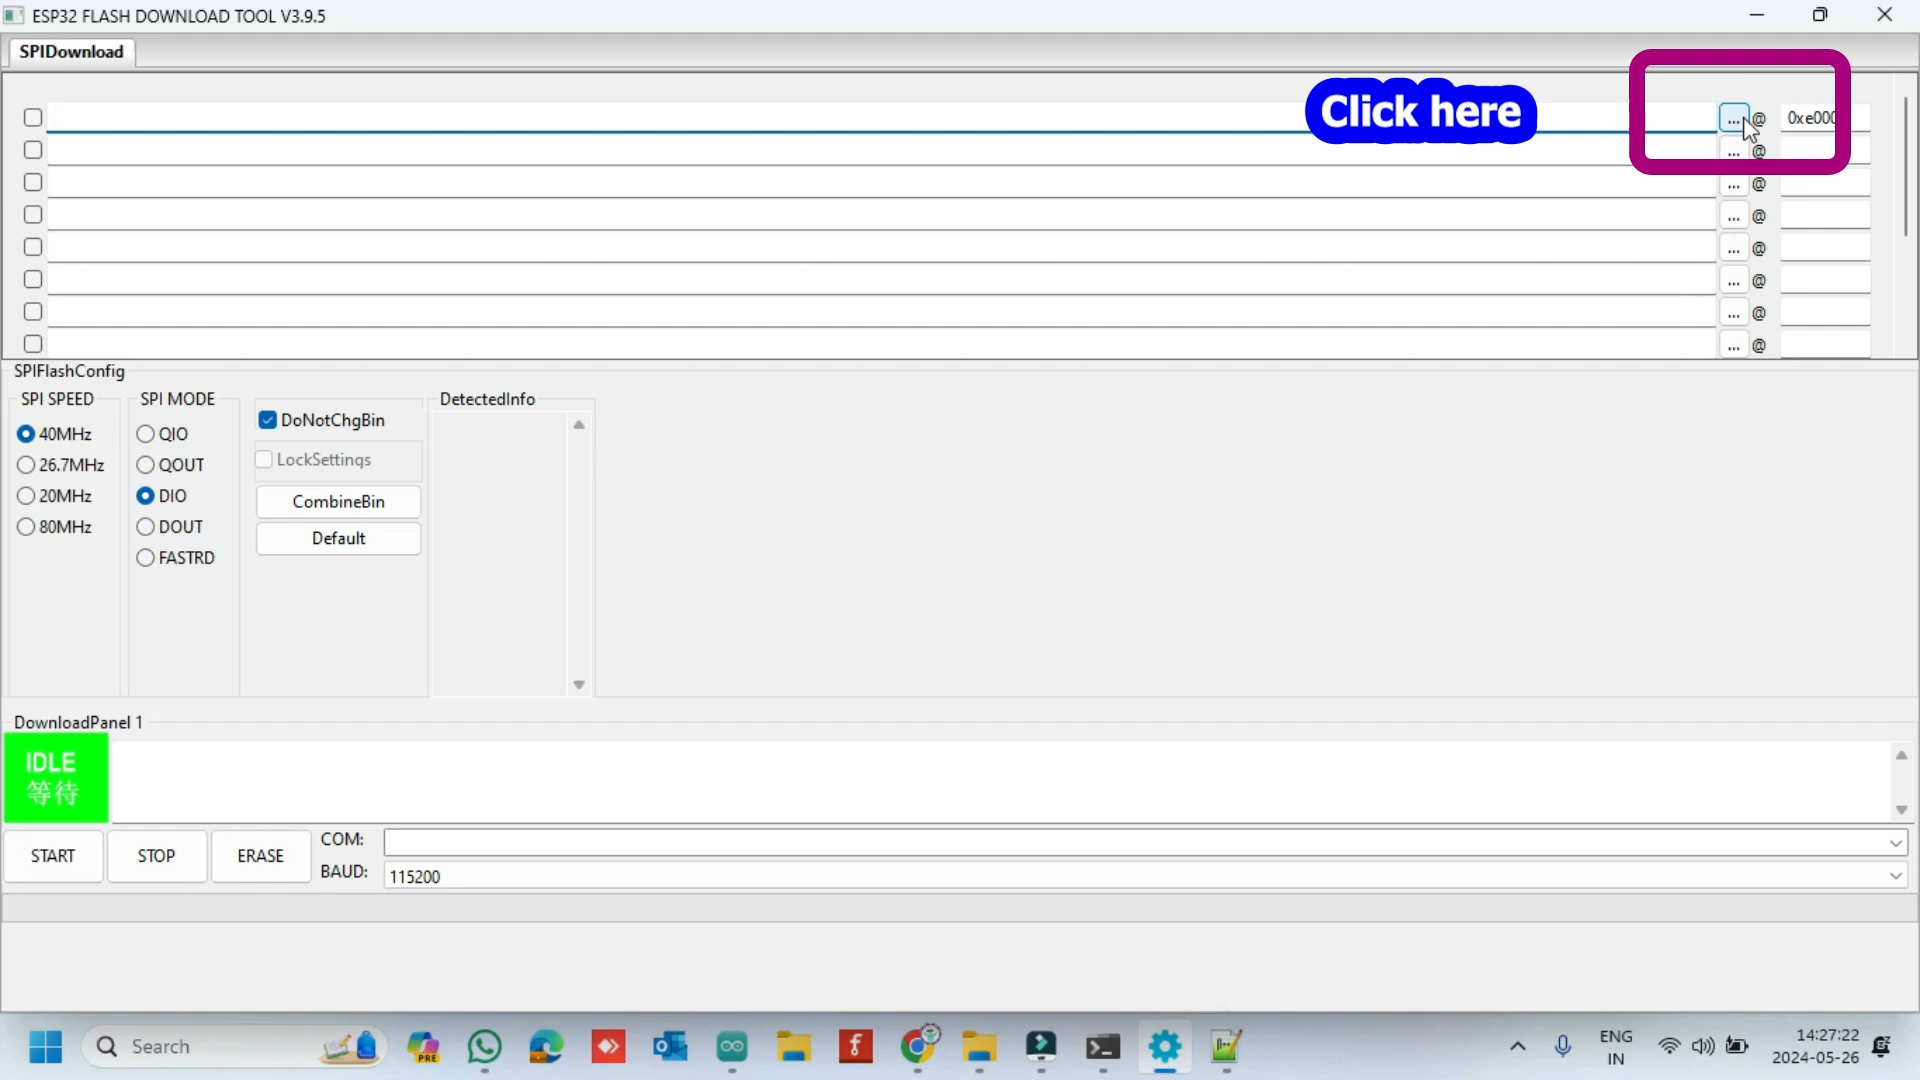 ESP32 FLASH DOWNLOAD TOOL V3.9.5
SPIDownload
Click here
... @ 0xe000
... @
... @
... @
... @
... @
... @
... @
SPIFlashConfig
SPI SPEED
40MHz
26.7MHz
20MHz
80MHz
SPI MODE
QIO
QOUT
DIO
DOUT
FASTRD
DoNotChgBin
LockSettings
CombineBin
Default
DetectedInfo
DownloadPanel 1
IDLE
等待
START
STOP
ERASE
COM:
BAUD:
115200
Search
PRE
ENG
IN
14:27:22
2024-05-26